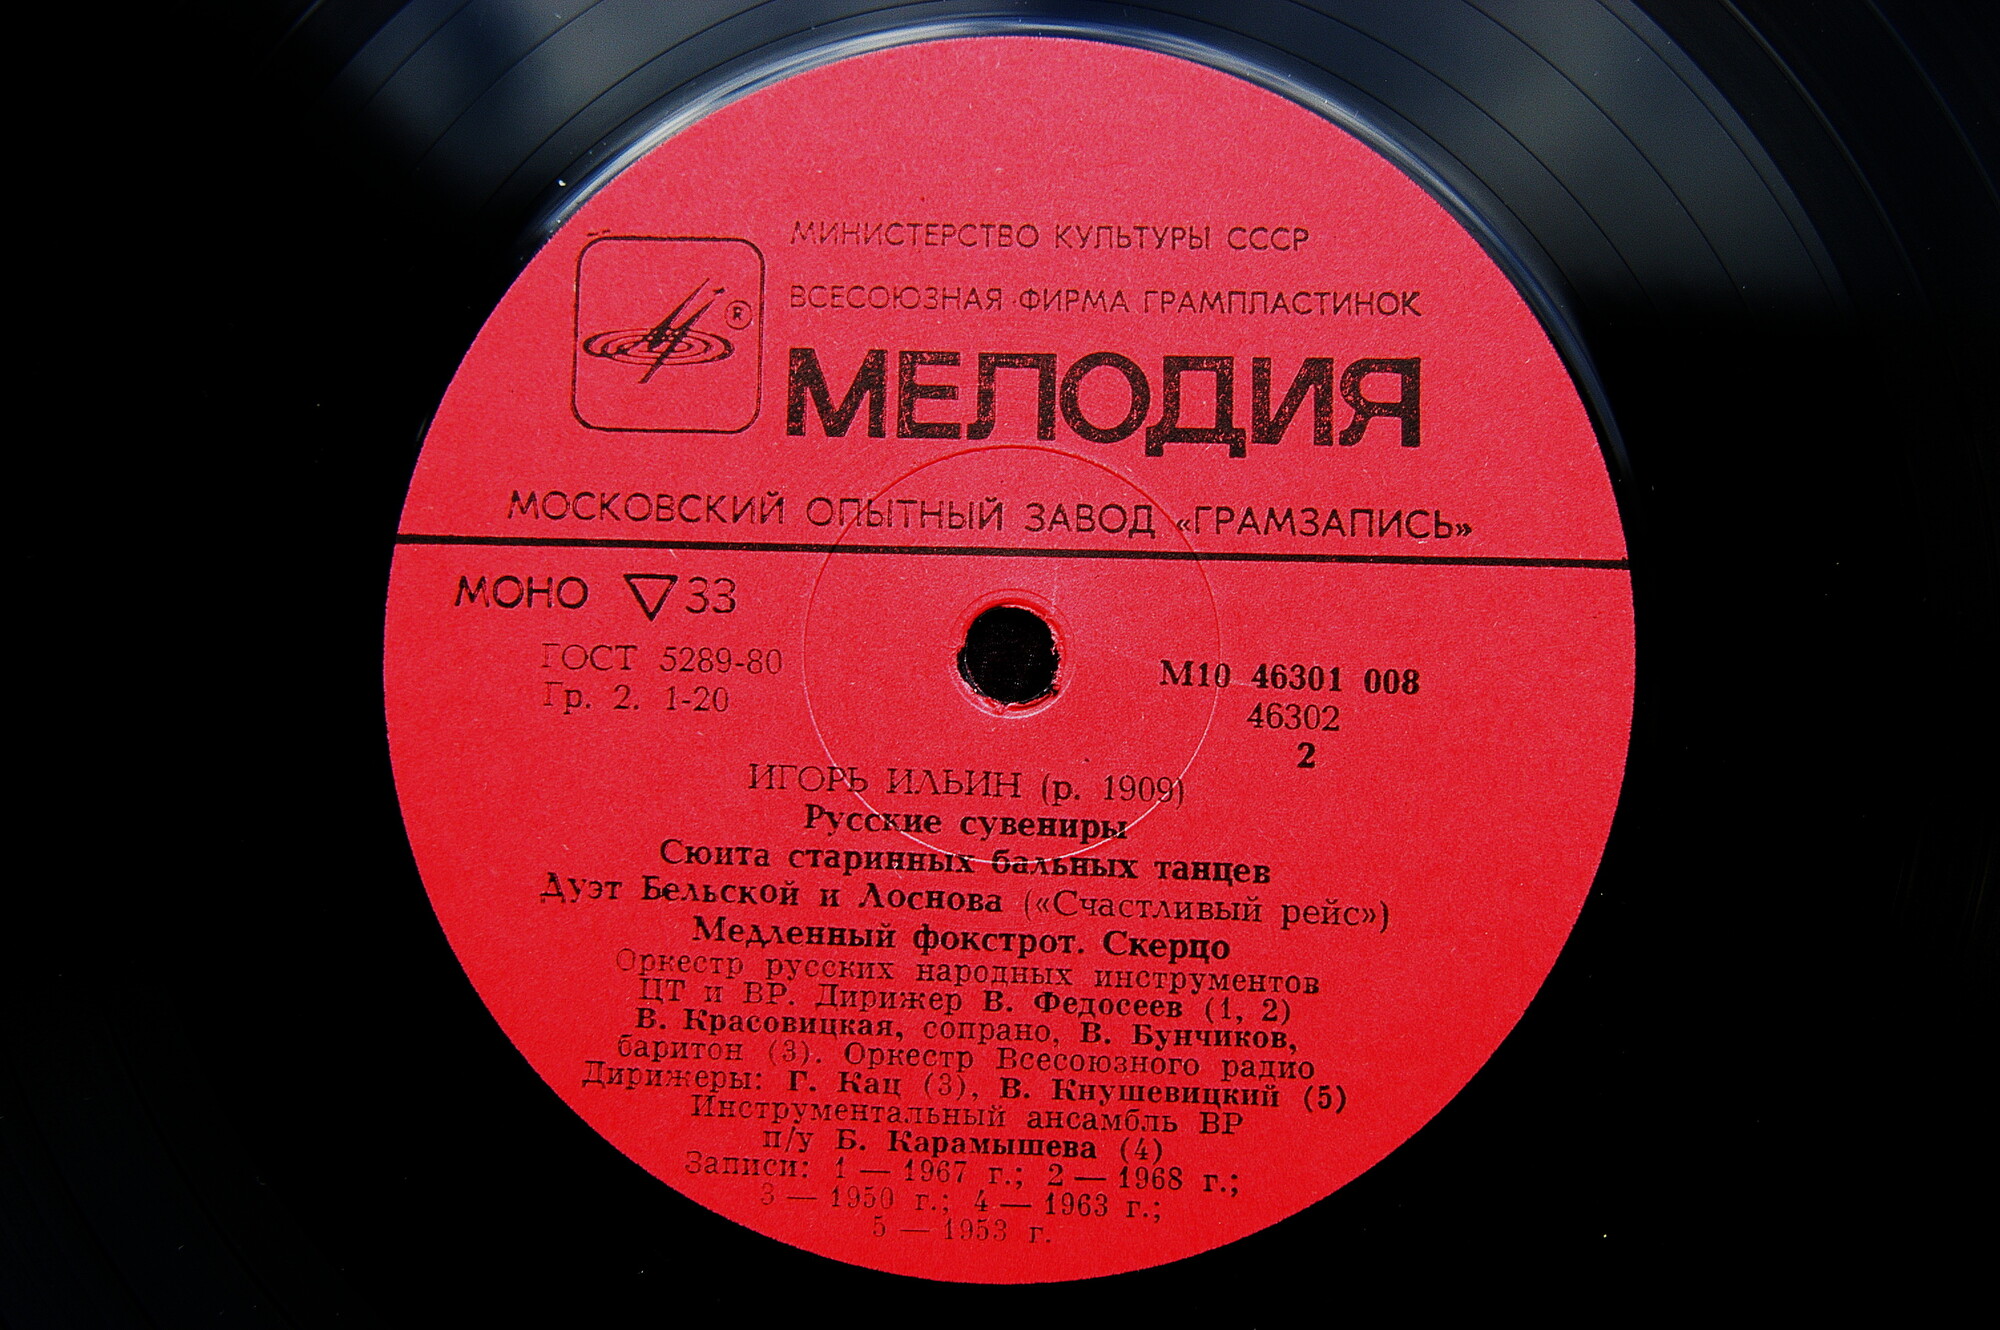 МИНИСТЕРСТВО КУЛЬТУРЫ СССР
ВСЕСОЮЗНАЯ ФИРМА ГРАМПЛАСТИНОК
®
МЕЛОДИЯ
МОСКОВСКИЙ ОПЫТНЫЙ ЗАВОД «ГРАМЗАПИСЬ»
МОНО ▽33
ГОСТ 5289-80
Гр. 2. 1-20
М10 46301 008
46302
2
ИГОРЬ ИЛЬИН (р. 1909)
Русские сувениры
Сюита старинных бальных танцев
Дуэт Бельской и Лоснова («Счастливый рейс»)
Медленный фокстрот. Скерцо
Оркестр русских народных инструментов
ЦТ и ВР. Дирижер В. Федосеев (1, 2)
В. Красовицкая, сопрано, В. Бунчиков,
баритон (3). Оркестр Всесоюзного радио
Дирижеры: Г. Кац (3), В. Кнушевицкий (5)
Инструментальный ансамбль ВР
п/у Б. Карамышева (4)
Записи: 1 — 1967 г.; 2 — 1968 г.;
3 — 1950 г.; 4 — 1963 г.;
5 — 1953 г.